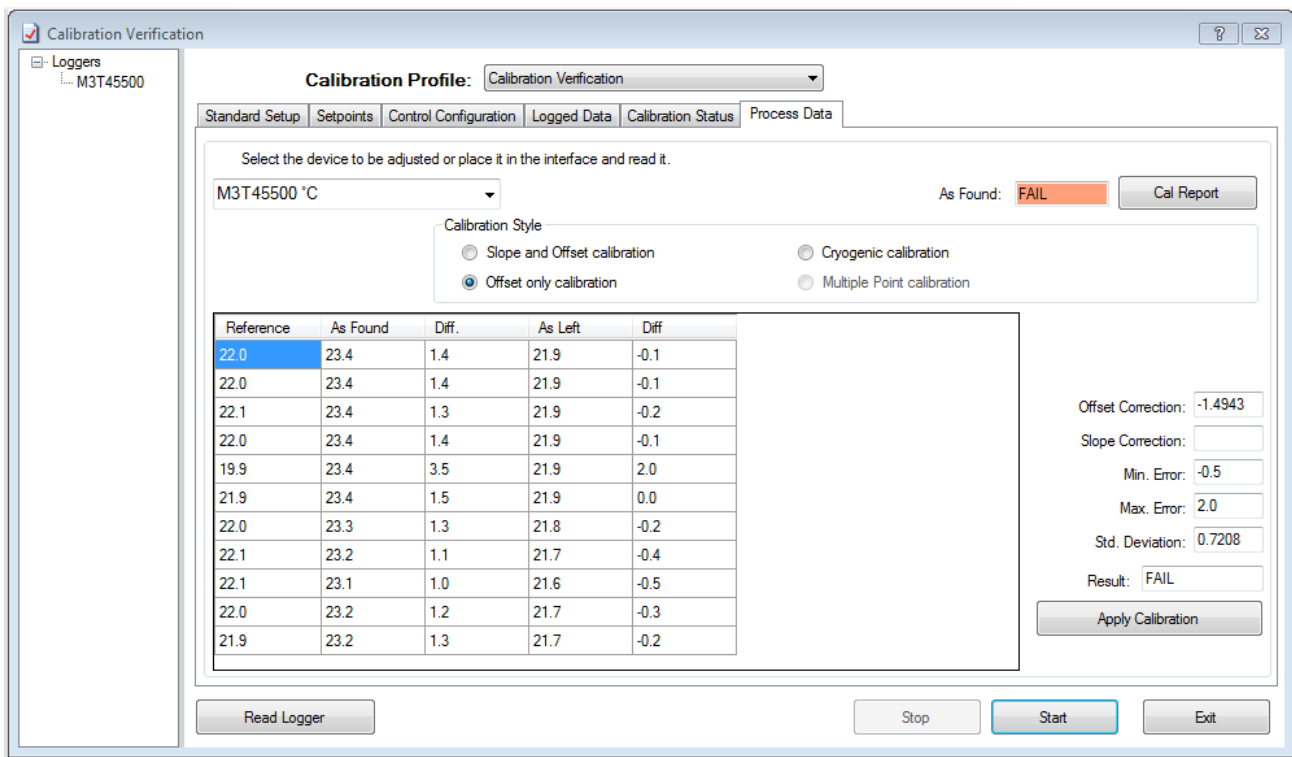 Calibration Verification
Loggers
M3T45500
Calibration Profile: Calibration Verification
Standard Setup Setpoints Control Configuration Logged Data Calibration Status Process Data
Select the device to be adjusted or place it in the interface and read it.
M3T45500 °C As Found: FAIL Cal Report
Calibration Style
Slope and Offset calibration Cryogenic calibration
Offset only calibration Multiple Point calibration
Reference As Found Diff. As Left Diff
22.0 23.4 1.4 21.9 -0.1
22.0 23.4 1.4 21.9 -0.1
22.1 23.4 1.3 21.9 -0.2
22.0 23.4 1.4 21.9 -0.1
19.9 23.4 3.5 21.9 2.0
21.9 23.4 1.5 21.9 0.0
22.0 23.3 1.3 21.8 -0.2
22.1 23.2 1.1 21.7 -0.4
22.1 23.1 1.0 21.6 -0.5
22.0 23.2 1.2 21.7 -0.3
21.9 23.2 1.3 21.7 -0.2
Offset Correction: -1.4943
Slope Correction:
Min. Error: -0.5
Max. Error: 2.0
Std. Deviation: 0.7208
Result: FAIL
Apply Calibration
Read Logger Stop Start Exit